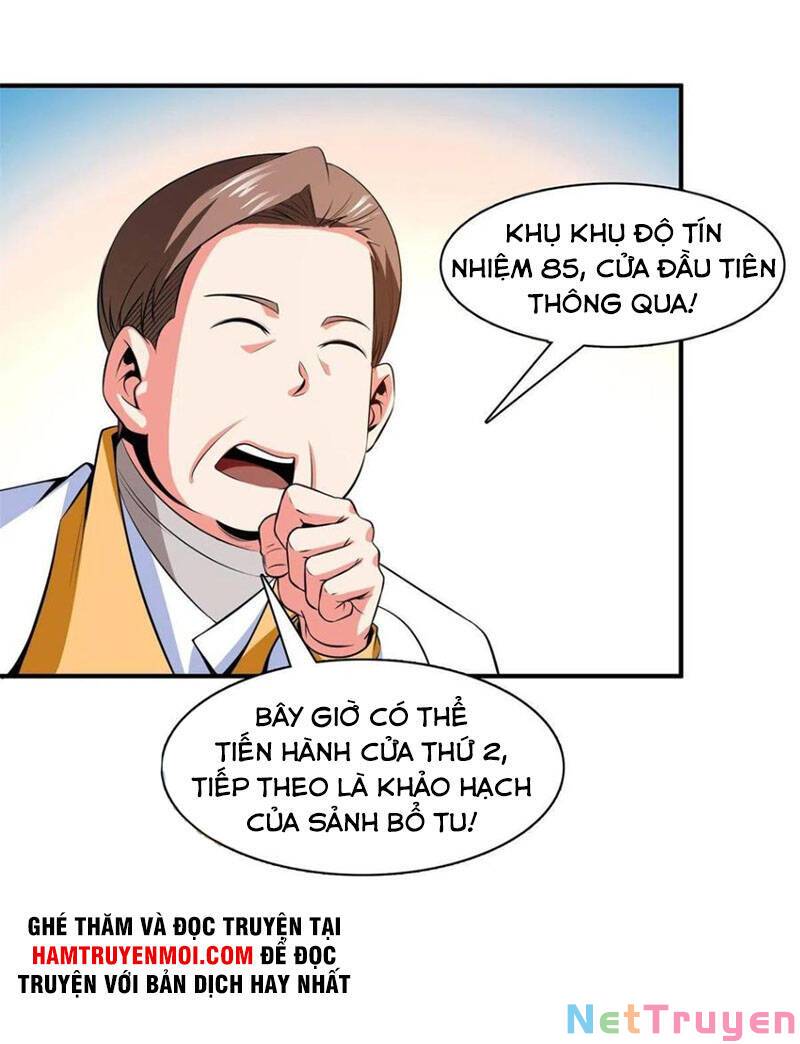 KHỤ KHỤ ĐỘ TÍN
NHIỆM 85, CỬA ĐẦU TIÊN
THÔNG QUA!
BÂY GIỜ CÓ THỂ
TIẾN HÀNH CỬA THỨ 2,
TIẾP THEO LÀ KHẢO HẠCH
CỦA SẢNH BỔ TU!
GHÉ THĂM VÀ ĐỌC TRUYỆN TẠI
HAMTRUYENMOI.COM ĐỂ ĐỌC
TRUYỆN VỚI BẢN DỊCH HAY NHẤT
NetTruyen